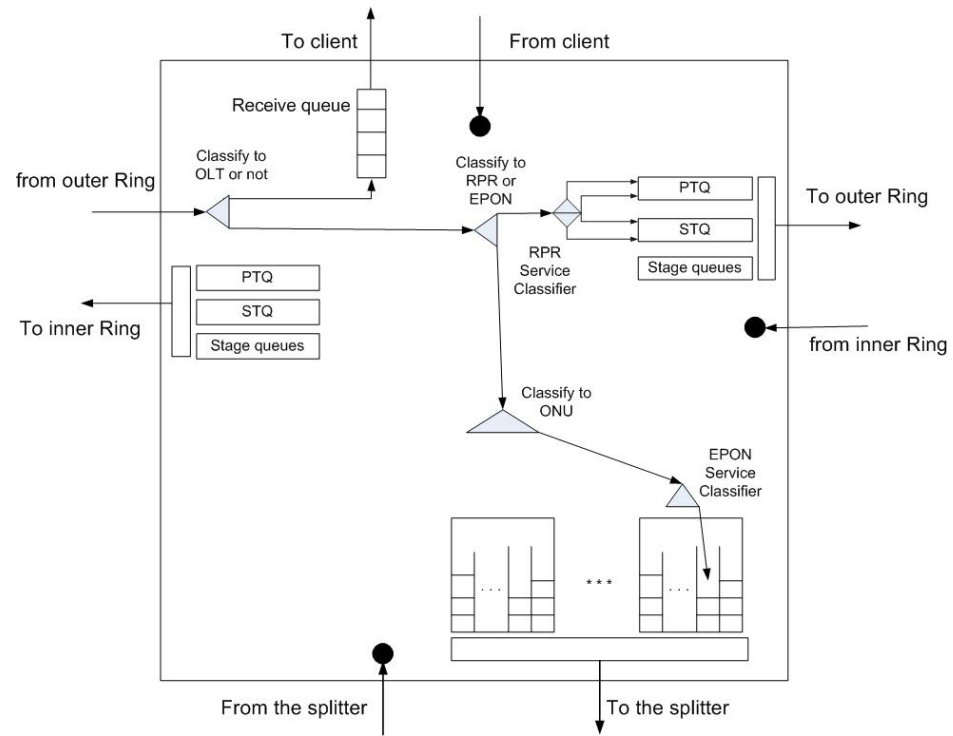 To client
From client
Receive queue
Classify to
OLT or not
Classify to
RPR or
EPON
from outer Ring
PTQ
To outer Ring
STQ
RPR
Service
Classifier
Stage queues
PTQ
STQ
To inner Ring
Stage queues
from inner Ring
Classify to
ONU
EPON
Service
Classifier
. . .
* * *
. . .
From the splitter
To the splitter